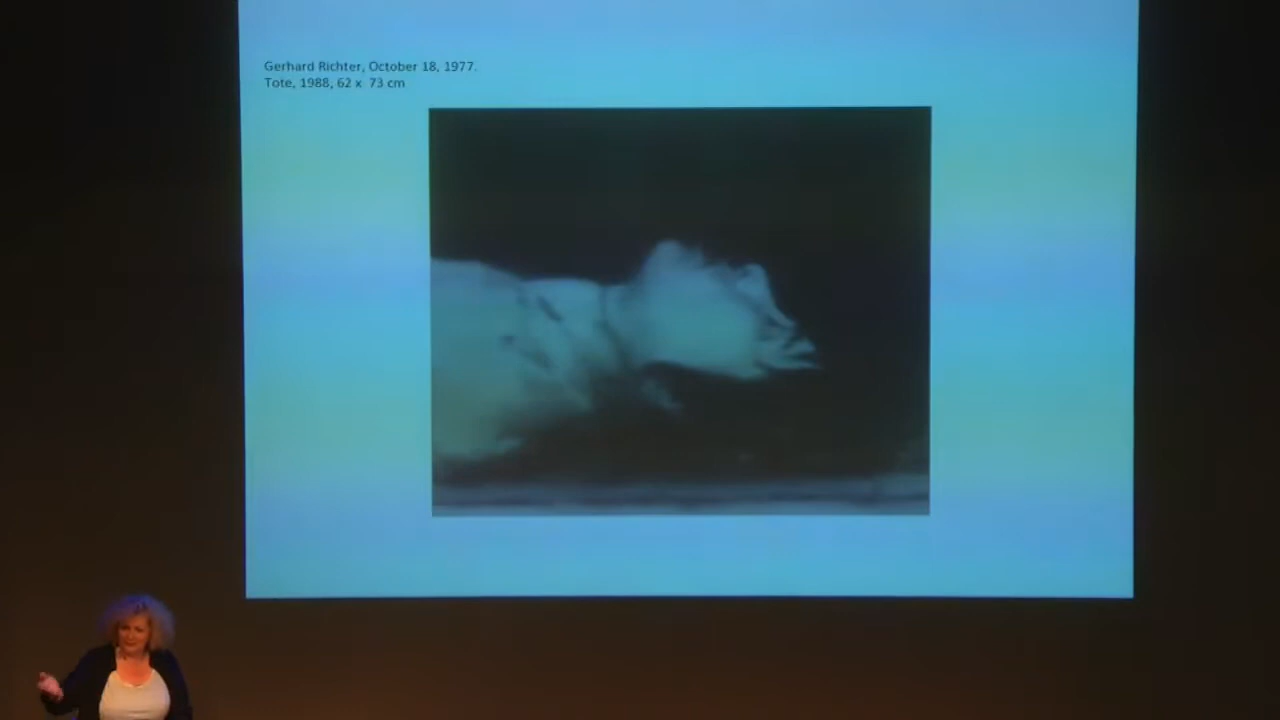 Gerhard Richter, October 18, 1977.
Tote, 1988, 62 x 73 cm